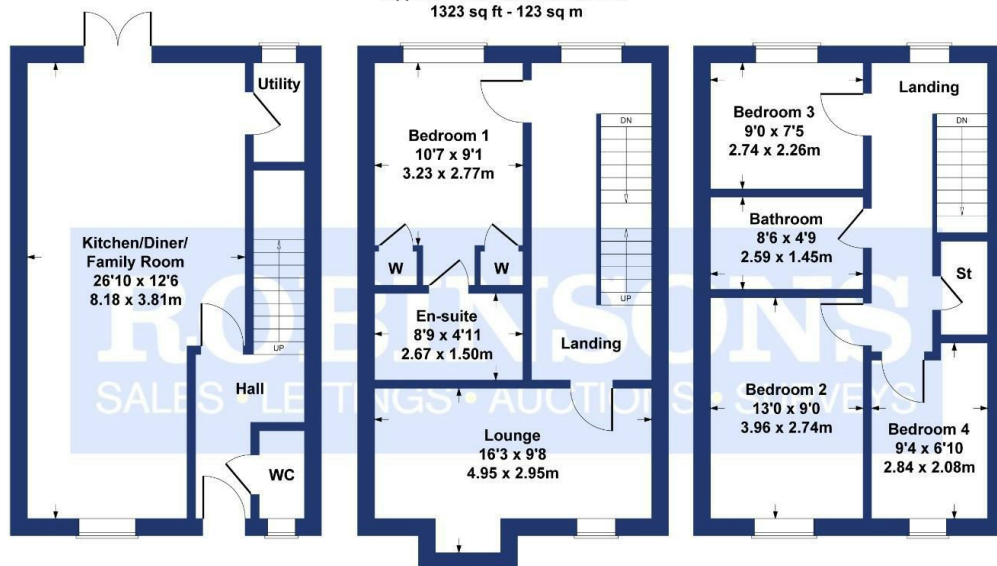 1323 sq ft - 123 sq m
Utility
Kitchen/Diner/
Family Room
26'10 x 12'6
8.18 x 3.81m
UP
Hall
WC
Bedroom 1
10'7 x 9'1
3.23 x 2.77m
W
W
En-suite
8'9 x 4'11
2.67 x 1.50m
DN
UP
Landing
Lounge
16'3 x 9'8
4.95 x 2.95m
Bedroom 3
9'0 x 7'5
2.74 x 2.26m
Landing
DN
Bathroom
8'6 x 4'9
2.59 x 1.45m
St
Bedroom 2
13'0 x 9'0
3.96 x 2.74m
Bedroom 4
9'4 x 6'10
2.84 x 2.08m
ROBINSONS
SALES • LETTINGS • AUCTIONS • SURVEYS